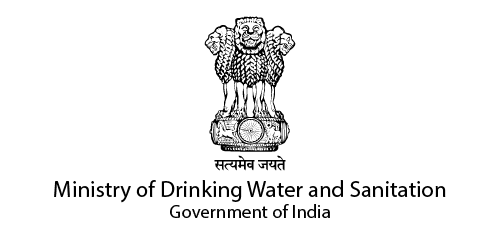 सत्यमेव जयते
Ministry of Drinking Water and Sanitation
Government of India